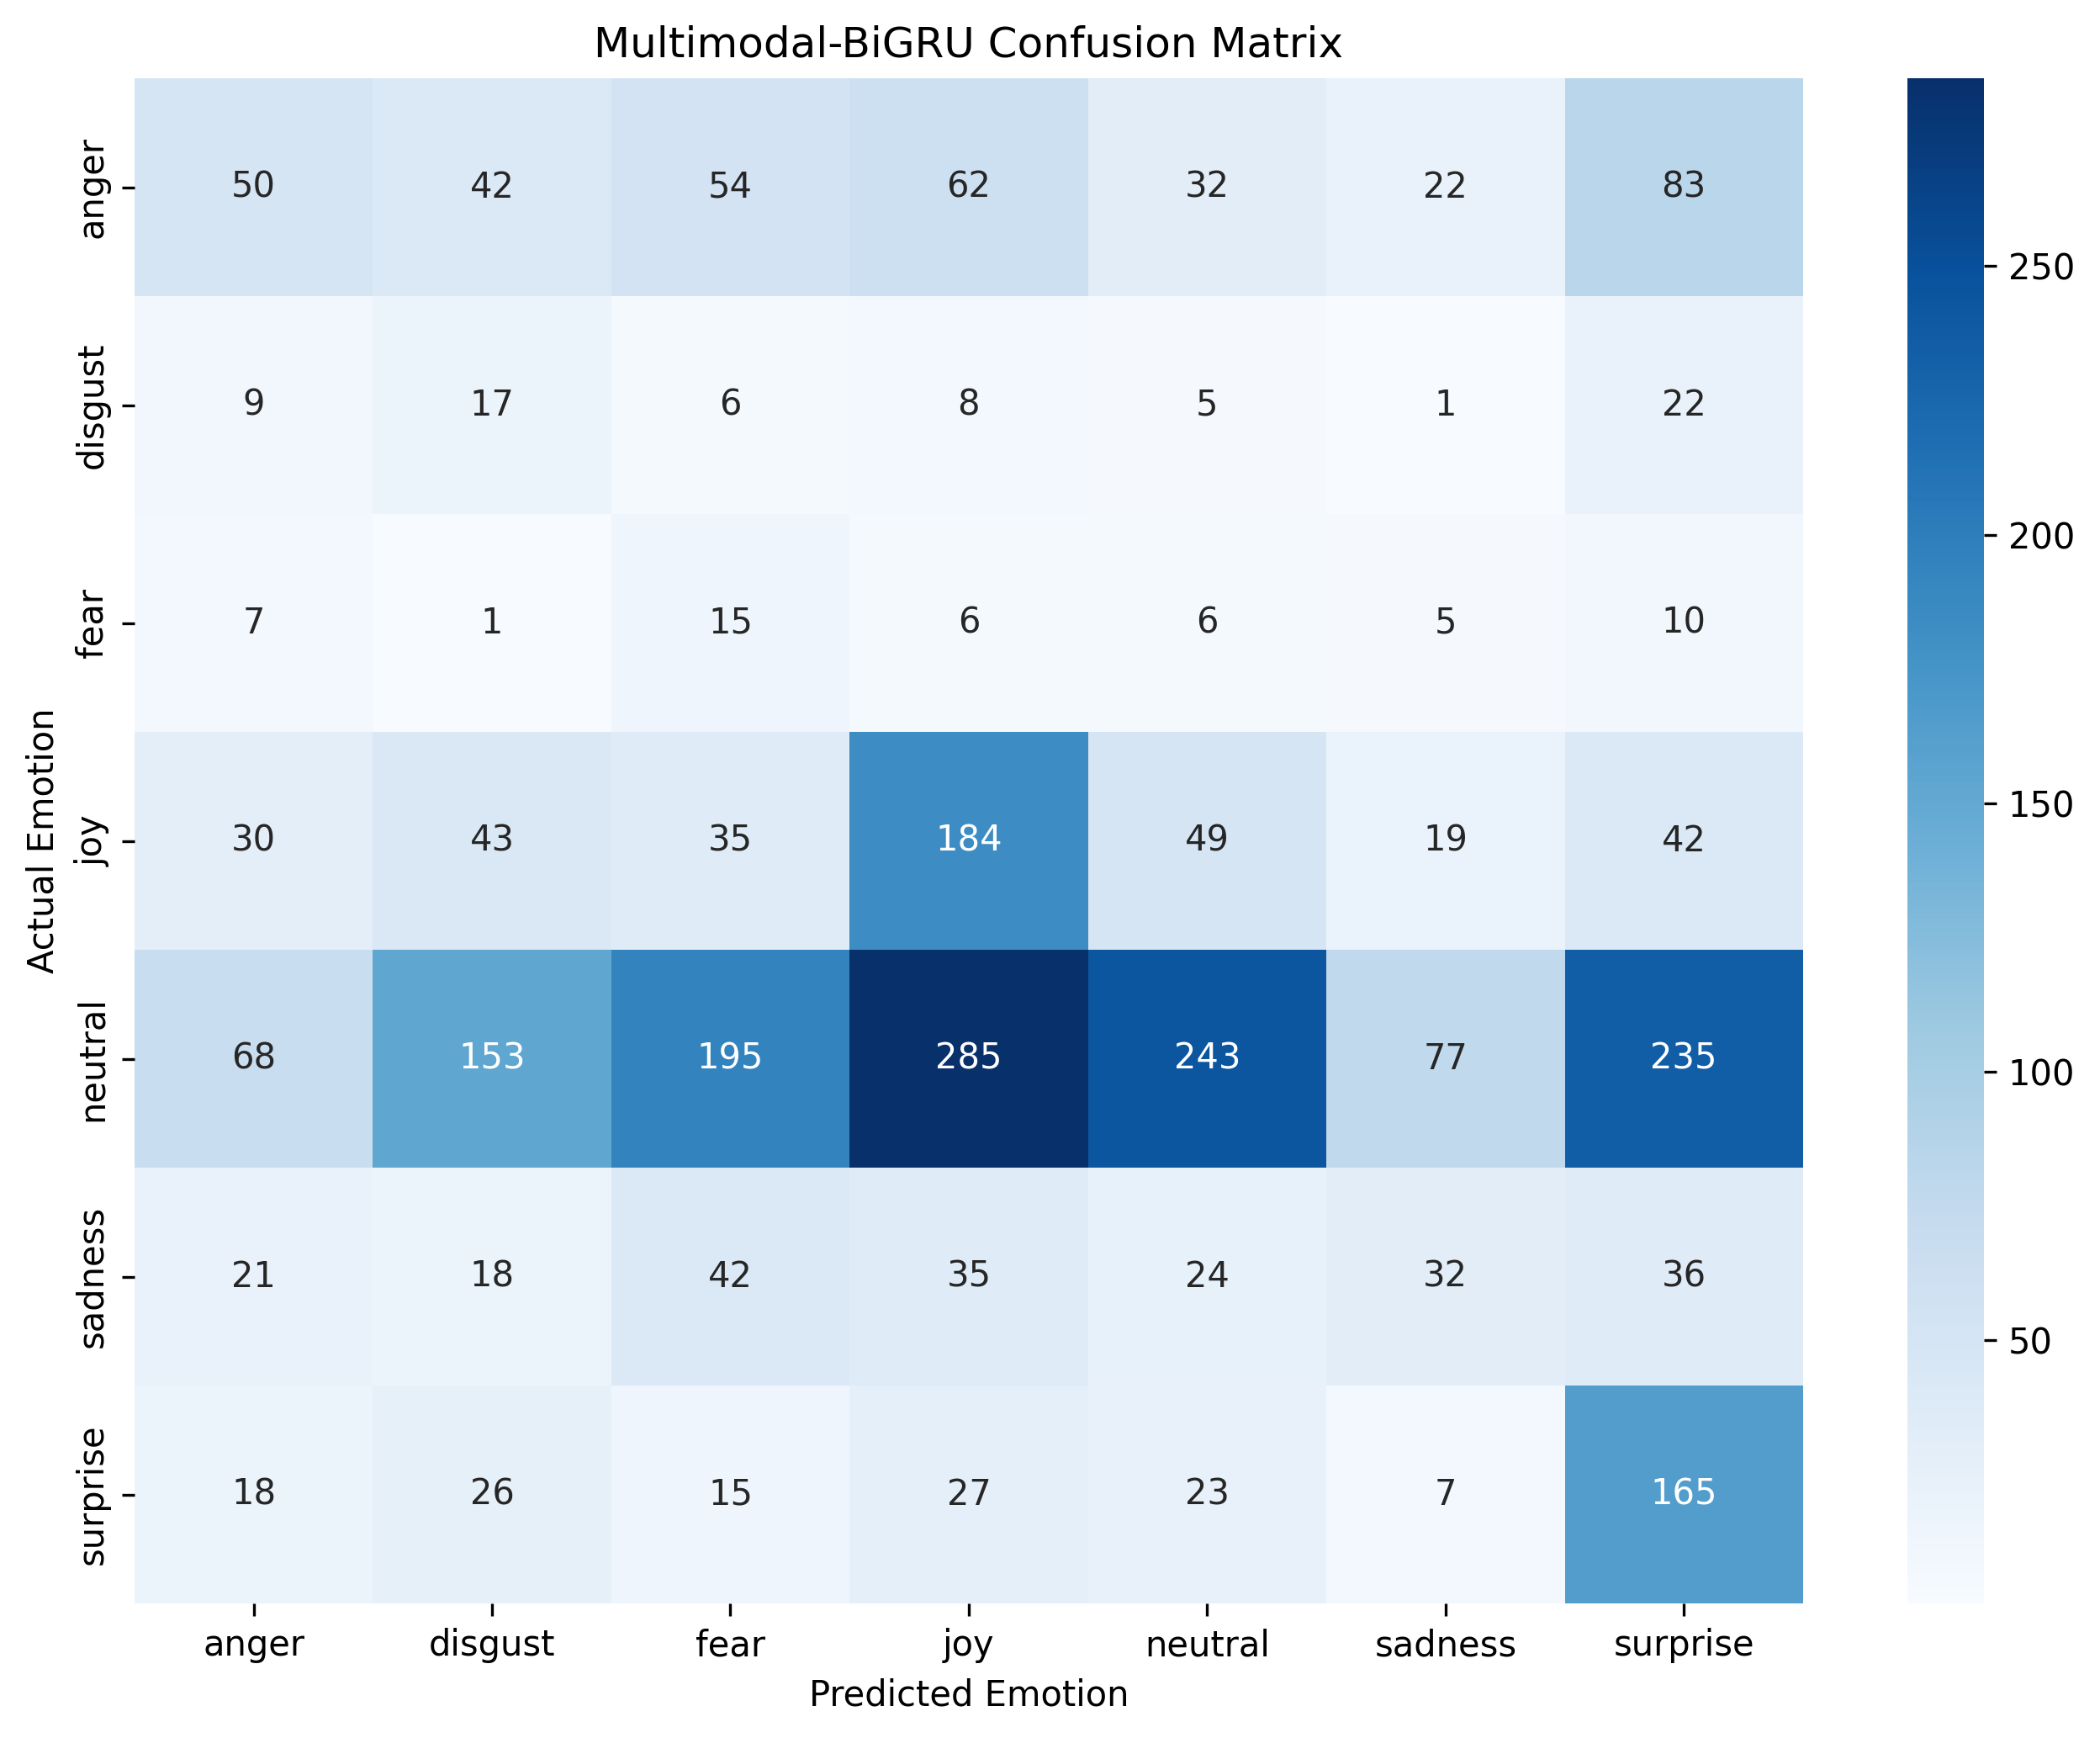 Multimodal-BiGRU Confusion Matrix
anger 50 42 54 62 32 22 83
disgust 9 17 6 8 5 1 22
fear 7 1 15 6 6 5 10
joy 30 43 35 184 49 19 42
neutral 68 153 195 285 243 77 235
sadness 21 18 42 35 24 32 36
surprise 18 26 15 27 23 7 165
anger disgust fear joy neutral sadness surprise
Predicted Emotion
Actual Emotion
250
200
150
100
50